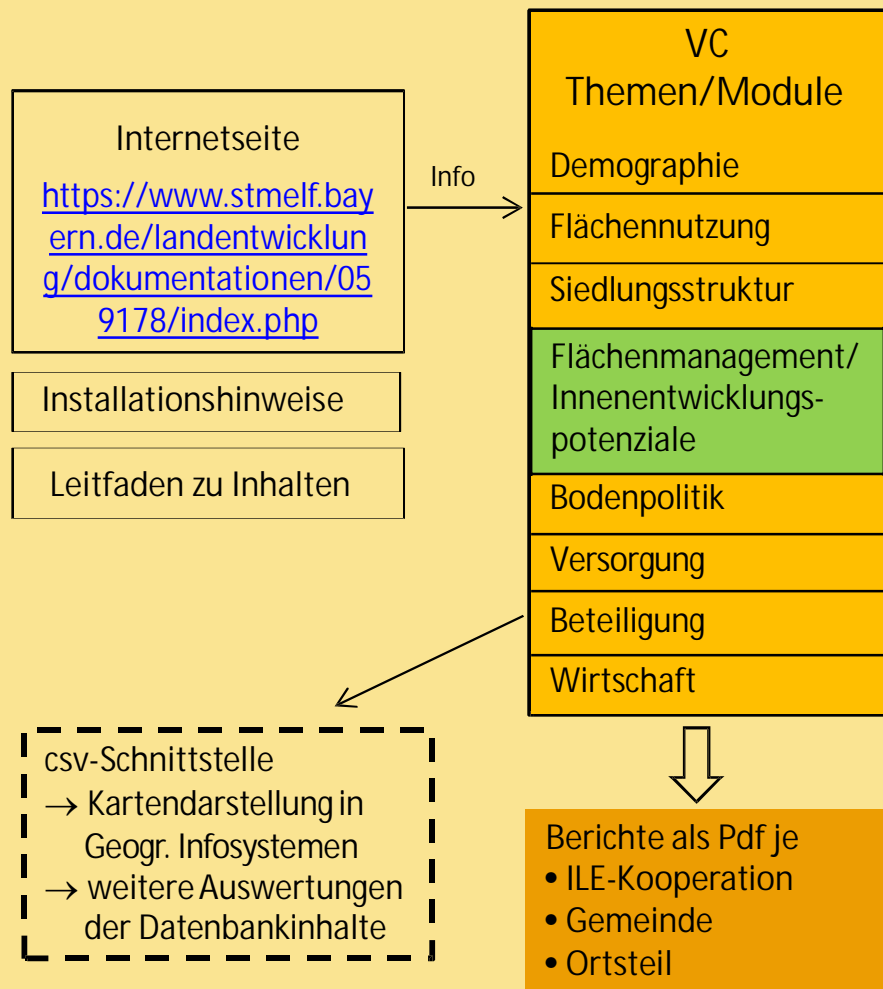 Internetseite
https://www.stmelf.bay
ern.de/landentwicklun
g/dokumentationen/05
9178/index.php
Installationshinweise
Leitfaden zu Inhalten
Info
VC
Themen/Module
Demographie
Flächennutzung
Siedlungsstruktur
Flächenmanagement/
Innenentwicklungs-
potenziale
Bodenpolitik
Versorgung
Beteiligung
Wirtschaft
csv-Schnittstelle
→ Kartendarstellung in
Geogr. Infosystemen
→ weitere Auswertungen
der Datenbankinhalte
Berichte als Pdf je
• ILE-Kooperation
• Gemeinde
• Ortsteil